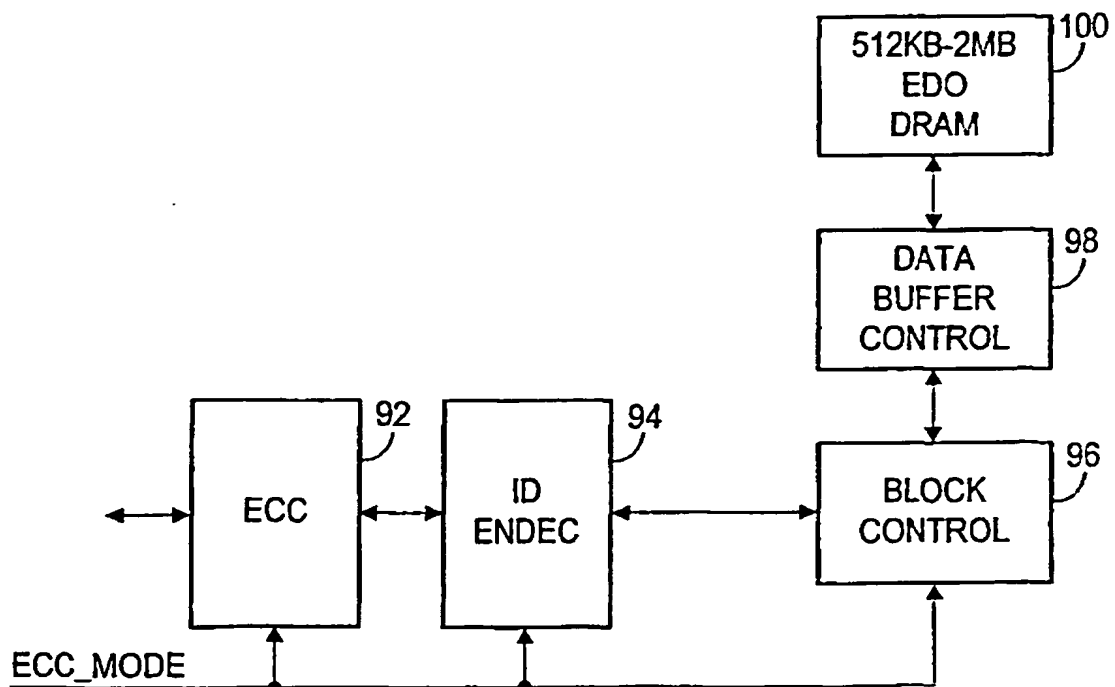 100
512KB-2MB
EDO
DRAM
98
DATA
BUFFER
CONTROL
92
ECC
94
ID
ENDEC
96
BLOCK
CONTROL
ECC_MODE